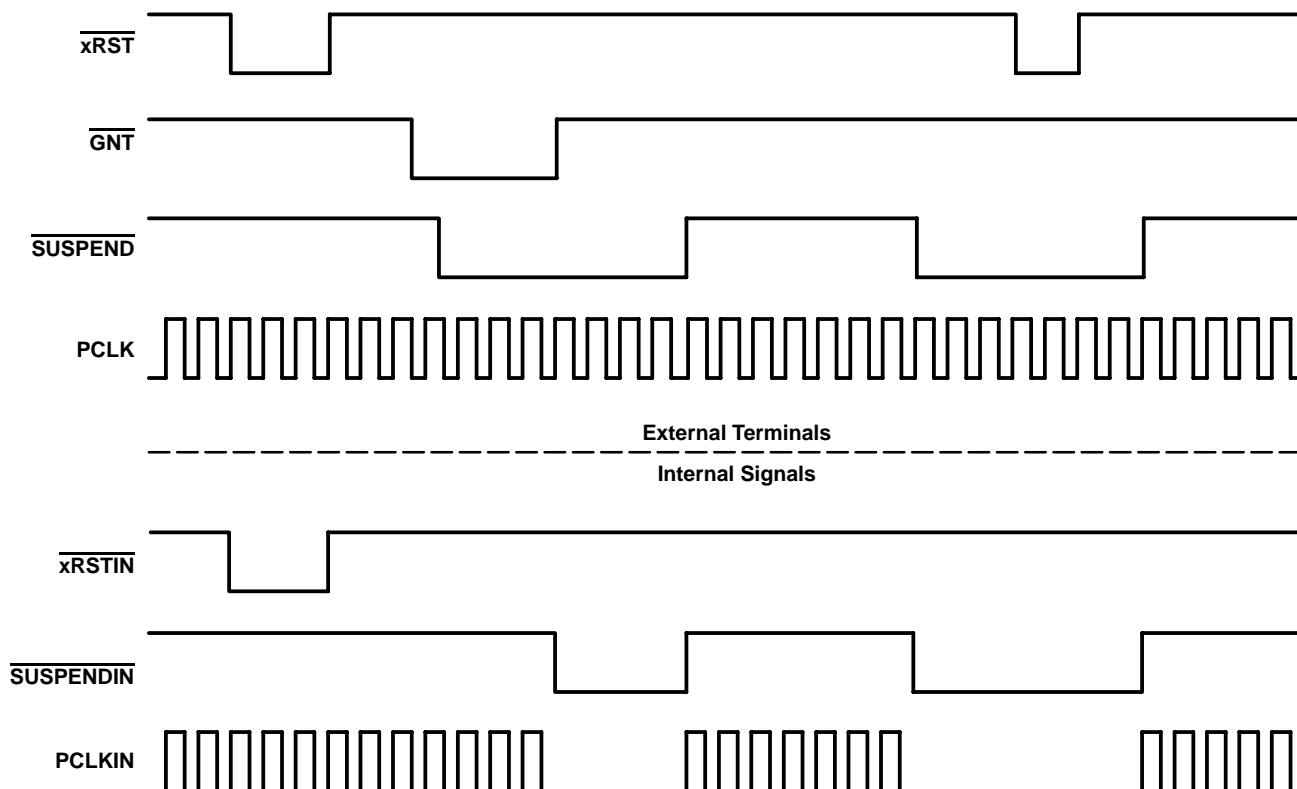 xRST
GNT
SUSPEND
PCLK
External Terminals
Internal Signals
xRSTIN
SUSPENDIN
PCLKIN